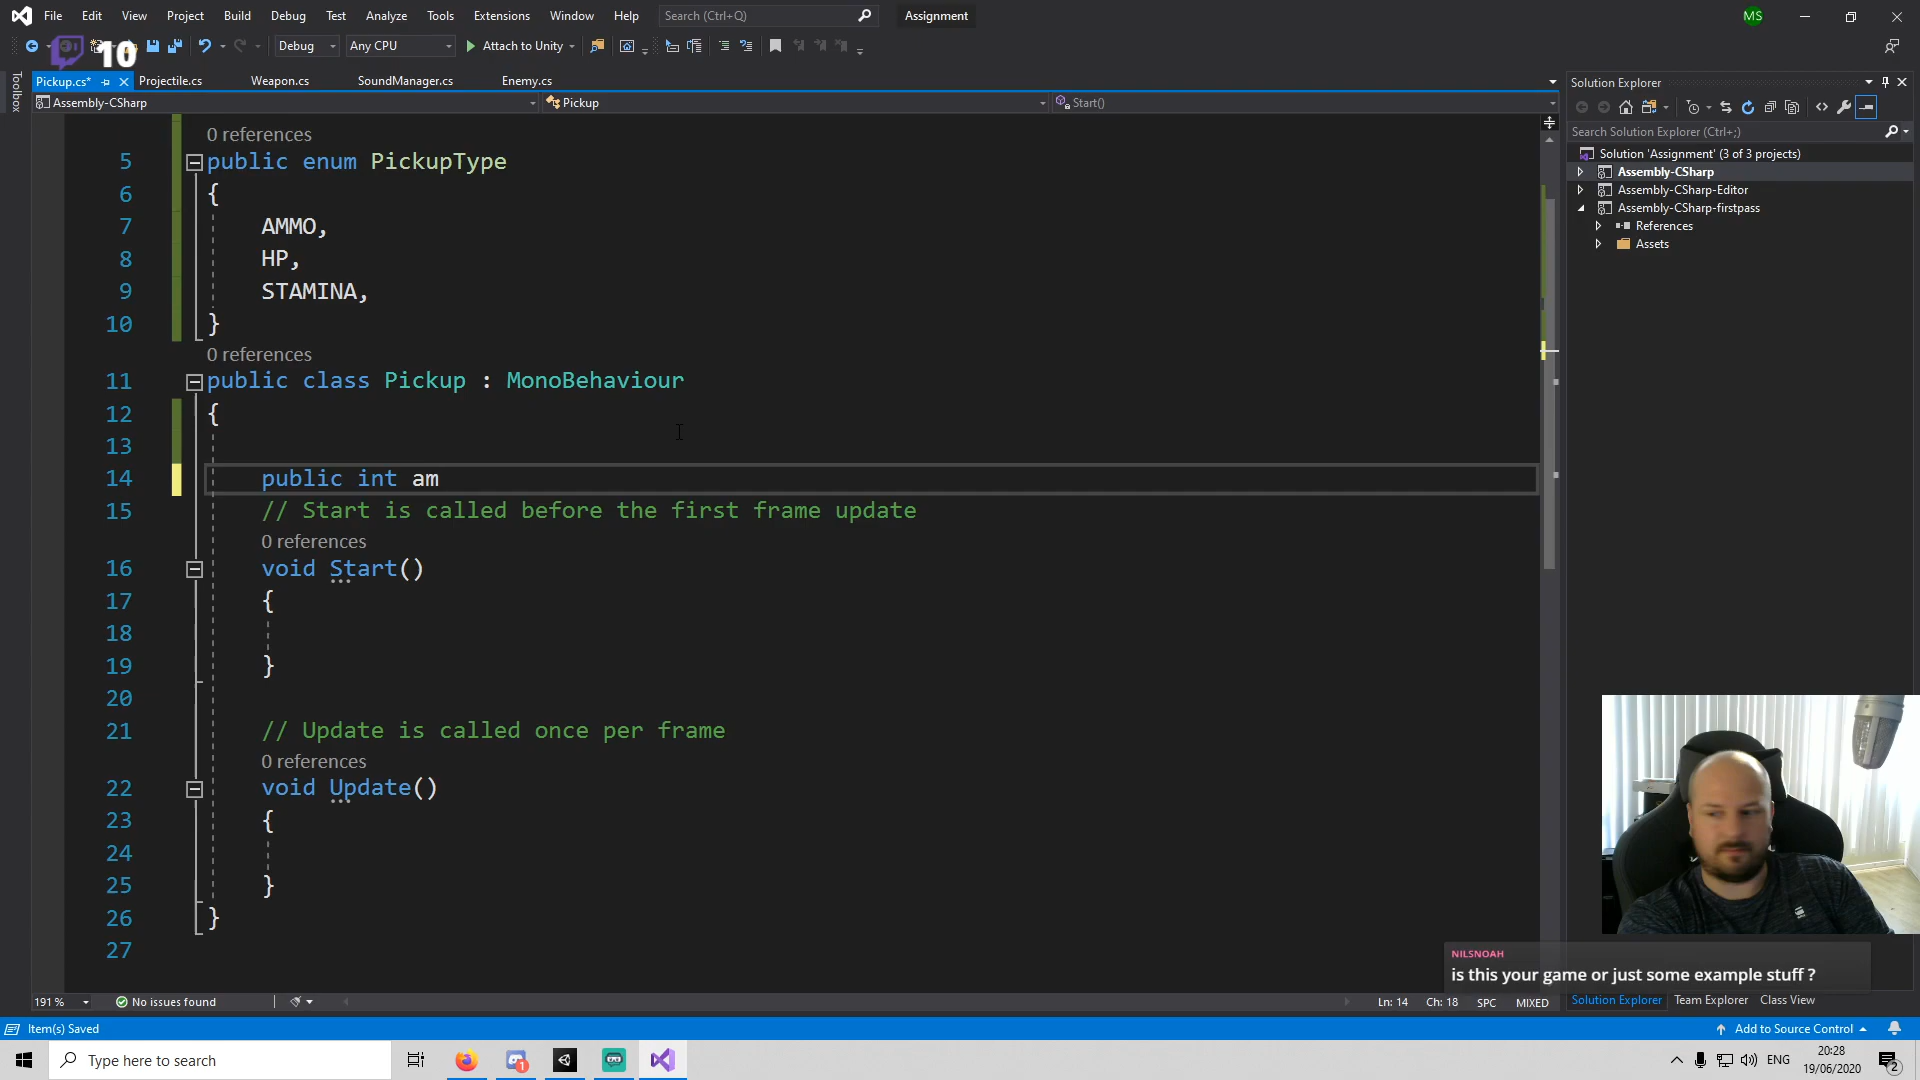 File Edit View Project Build Debug Test Analyze Tools Extensions Window Help Search (Ctrl+Q) Assignment MS
10 Debug Any CPU Attach to Unity
Pickup.cs* Projectile.cs Weapon.cs SoundManager.cs Enemy.cs
Assembly-CSharp Pickup Start()
Toolbox
0 references
5 public enum PickupType
6 {
7 AMMO,
8 HP,
9 STAMINA,
10 }
0 references
11 public class Pickup : MonoBehaviour
12 {
13
14 public int am
15 // Start is called before the first frame update
0 references
16 void Start()
17 {
18
19 }
20
21 // Update is called once per frame
0 references
22 void Update()
23 {
24
25 }
26 }
27
191 % No issues found Ln: 14 Ch: 18 SPC MIXED
Solution Explorer
Search Solution Explorer (Ctrl+;)
Solution 'Assignment' (3 of 3 projects)
Assembly-CSharp
Assembly-CSharp-Editor
Assembly-CSharp-firstpass
References
Assets
NILSNOAH
is this your game or just some example stuff ?
Solution Explorer Team Explorer Class View
Item(s) Saved Add to Source Control
Type here to search 1 ENG 20:28
19/06/2020 2